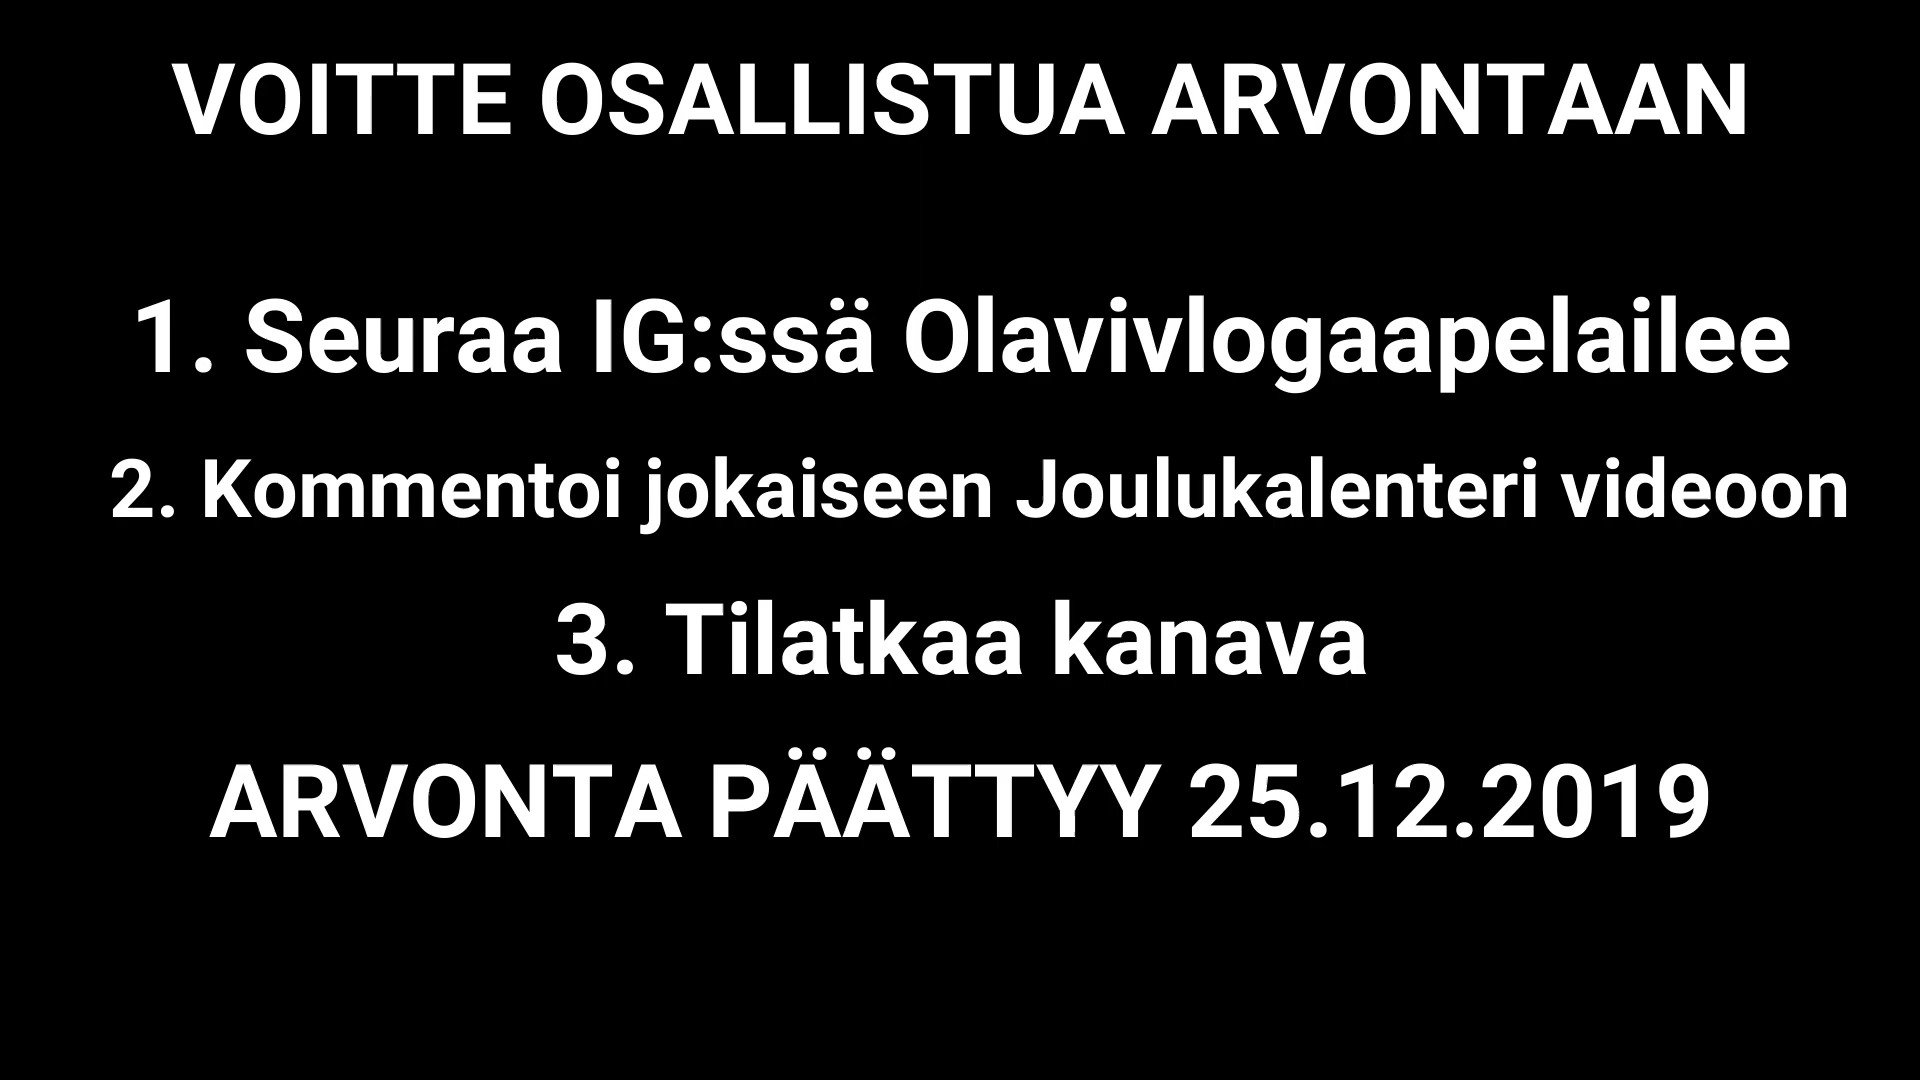 VOITTE OSALLISTUA ARVONTAAN
1. Seuraa IG:ssä Olavivlogaapelailee
2. Kommentoi jokaiseen Joulukalenteri videoon
3. Tilatkaa kanava
ARVONTA PÄÄTTYY 25.12.2019